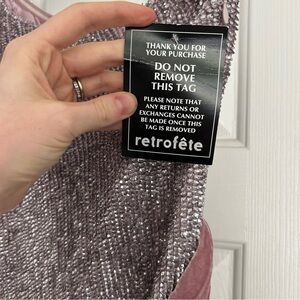 THANK YOU FOR
YOUR PURCHASE
DO NOT
REMOVE
THIS TAG
PLEASE NOTE THAT
ANY RETURNS OR
EXCHANGES CANNOT
BE MADE ONCE THIS
TAG IS REMOVED
retrofête